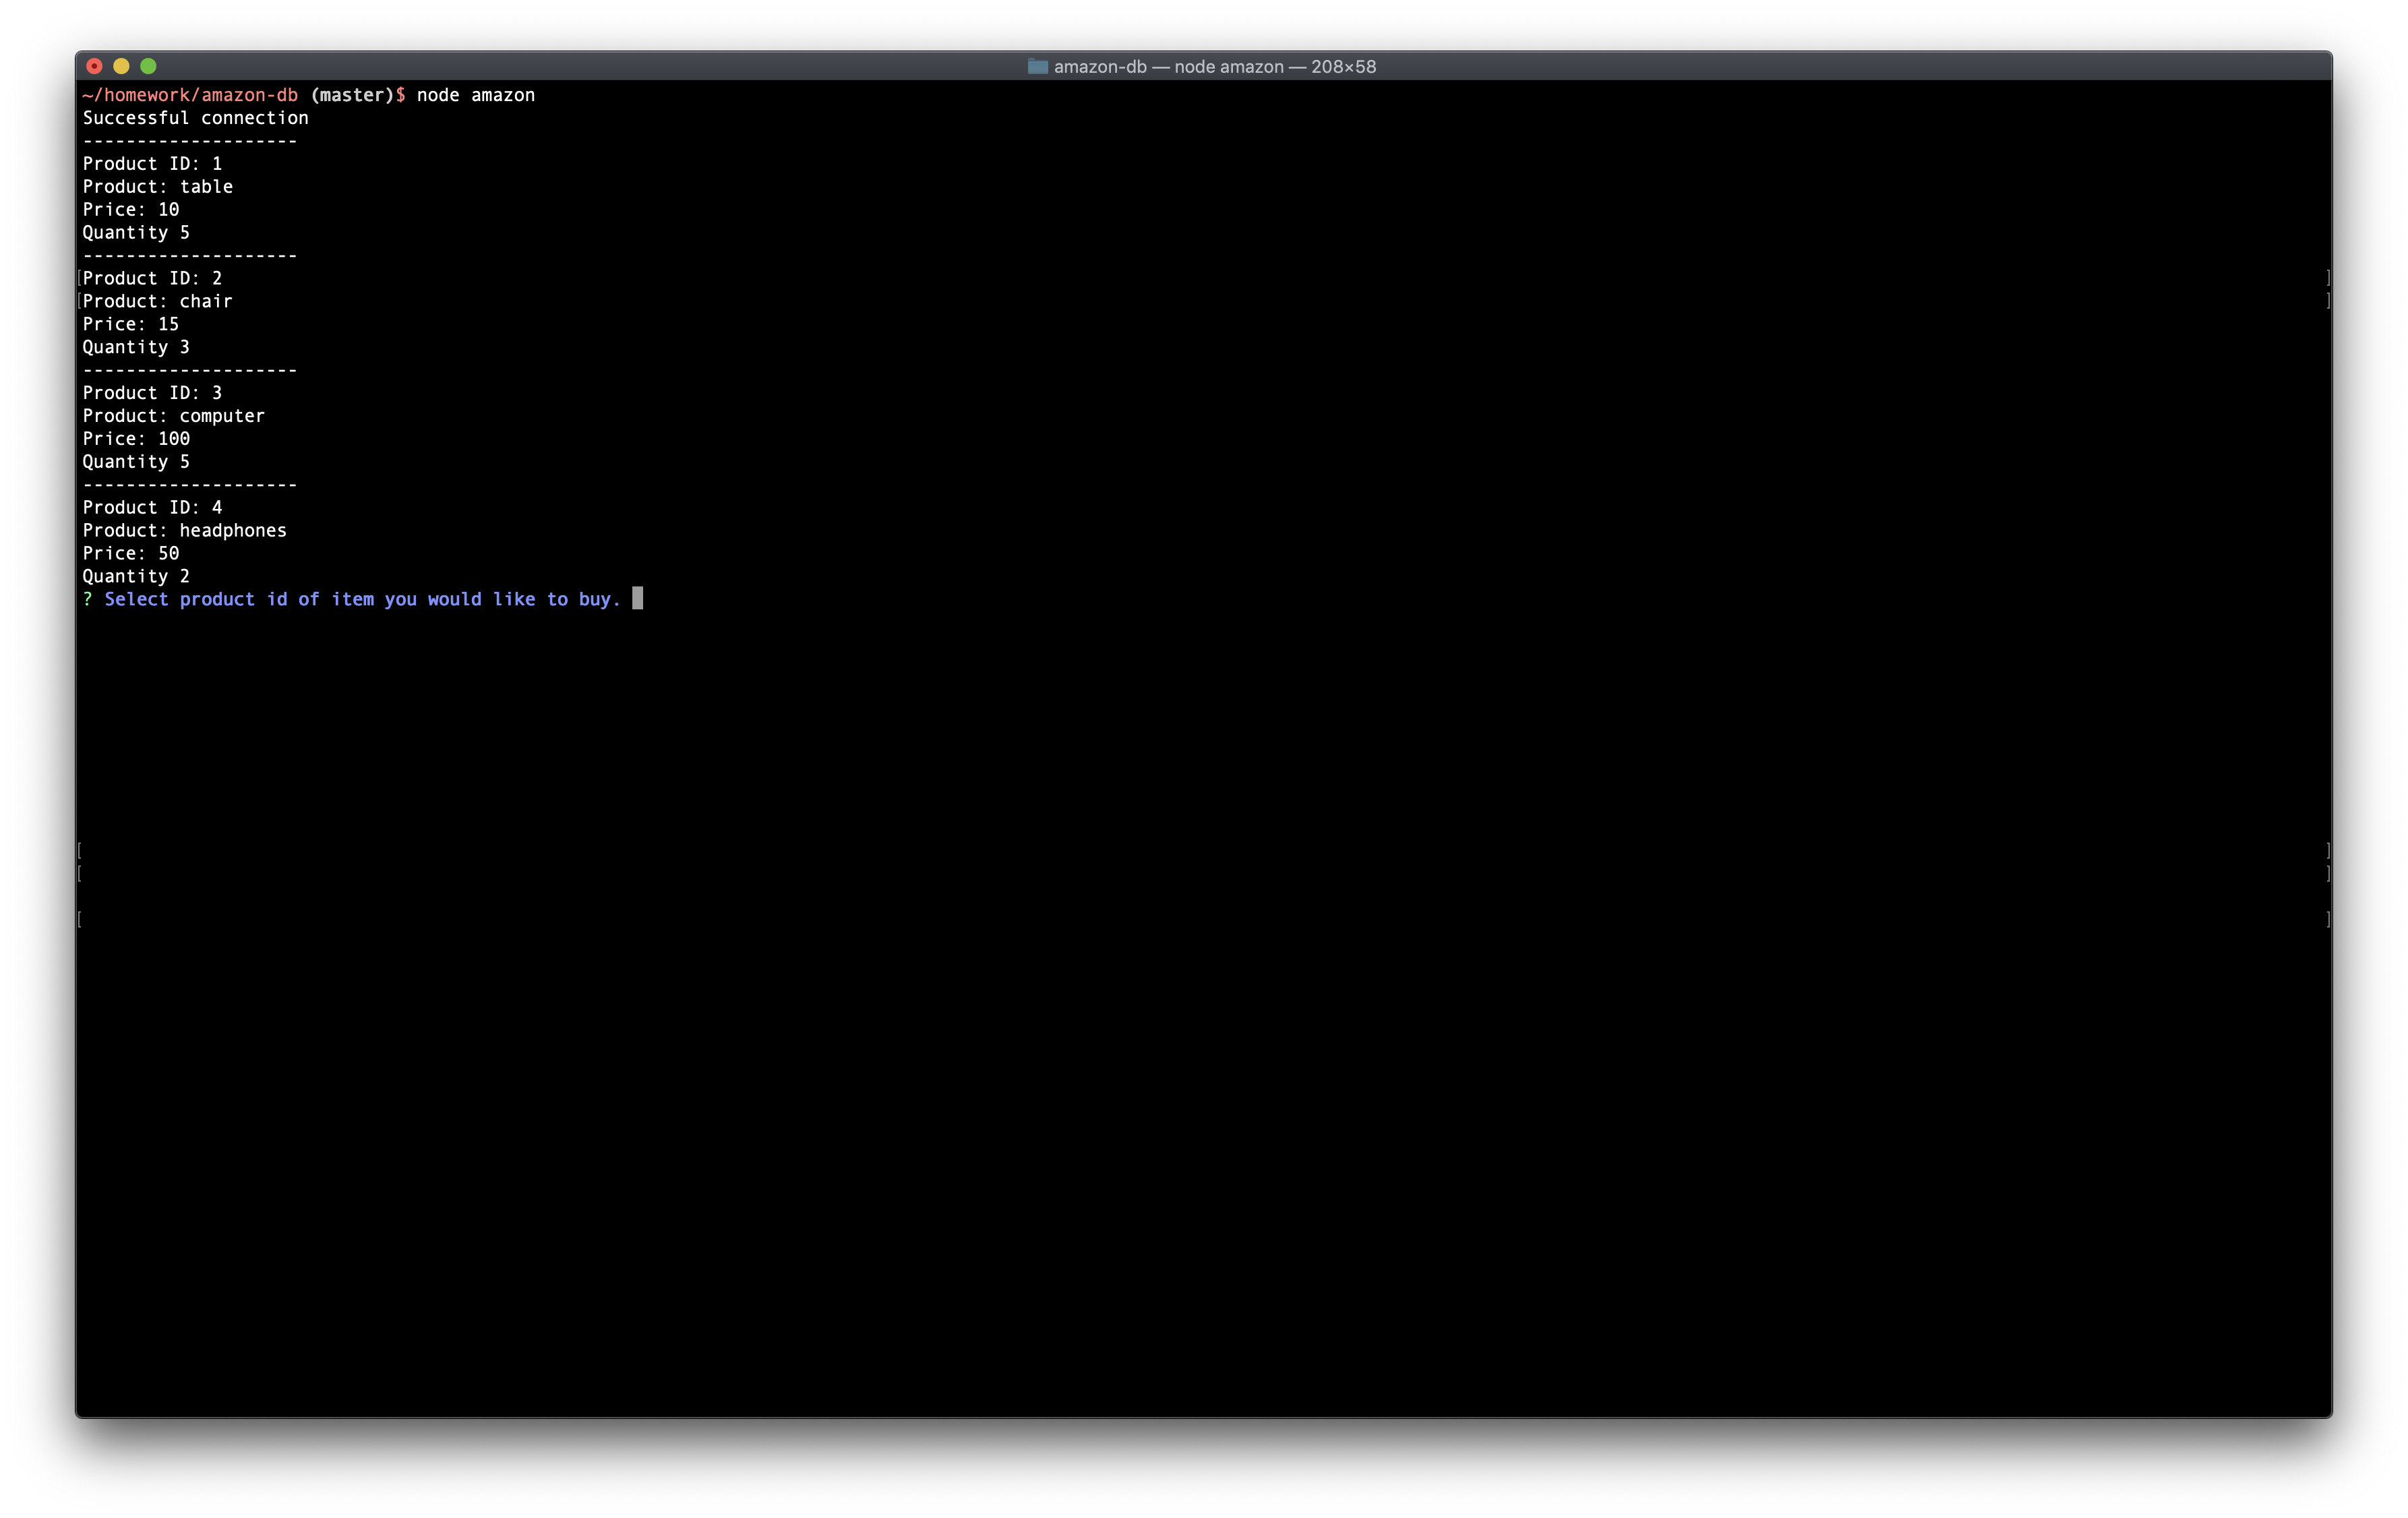 amazon-db — node amazon — 208×58
~/homework/amazon-db (master)$ node amazon
Successful connection
--------------------
Product ID: 1
Product: table
Price: 10
Quantity 5
--------------------
[Product ID: 2 ]
[Product: chair ]
Price: 15
Quantity 3
--------------------
Product ID: 3
Product: computer
Price: 100
Quantity 5
--------------------
Product ID: 4
Product: headphones
Price: 50
Quantity 2
? Select product id of item you would like to buy.
[ ]
[ ]
[ ]